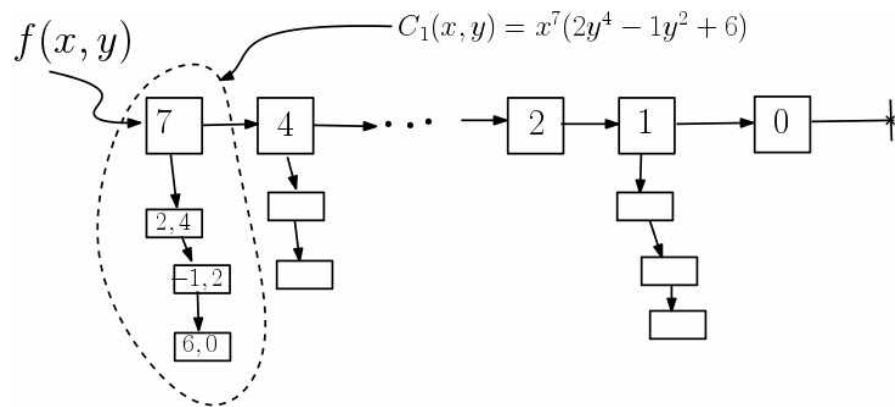 C₁(x, y) = x⁷(2y⁴ − 1y² + 6)
f(x, y)
7 4 ··· 2 1 0
2, 4
−1, 2
6, 0